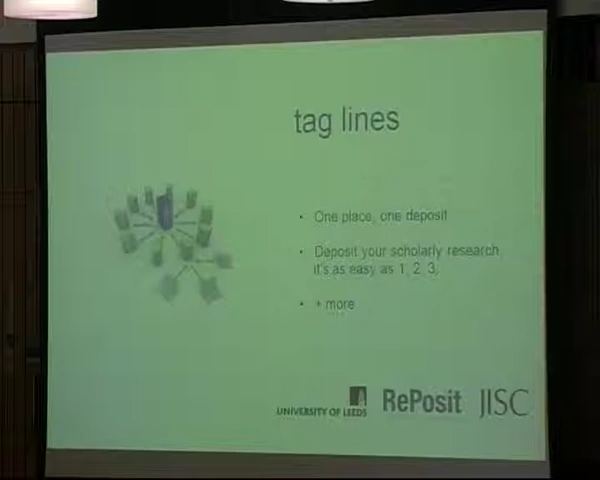 tag lines
• One place, one deposit
• Deposit your scholarly research
it's as easy as 1, 2, 3,
• + more
UNIVERSITY OF LEEDS
RePosit
JISC